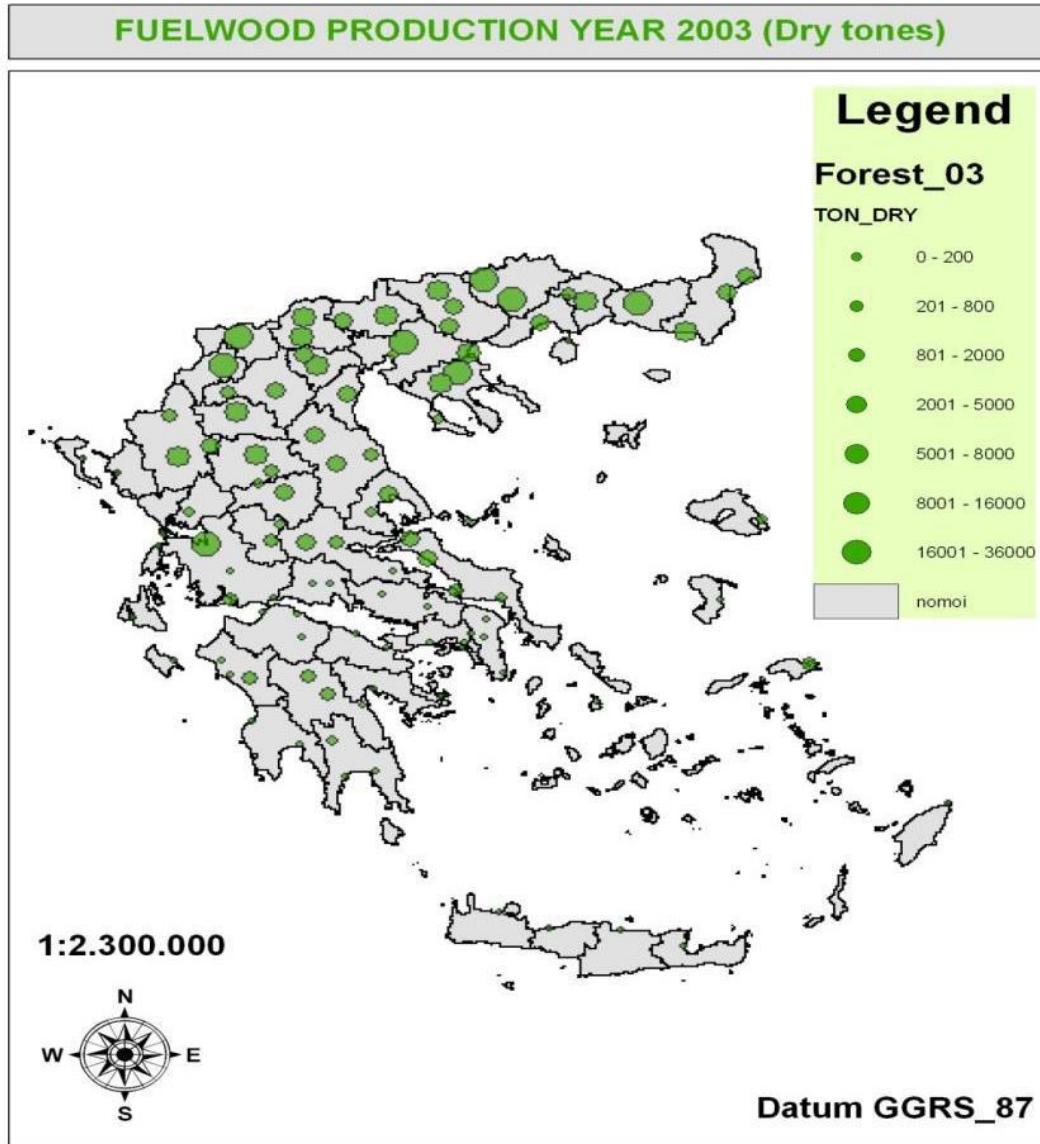 FUELWOOD PRODUCTION YEAR 2003 (Dry tones)
Legend
Forest_03
TON_DRY
0 - 200
201 - 800
801 - 2000
2001 - 5000
5001 - 8000
8001 - 16000
16001 - 36000
nomoi
1:2.300.000
N
W
E
S
Datum GGRS_87